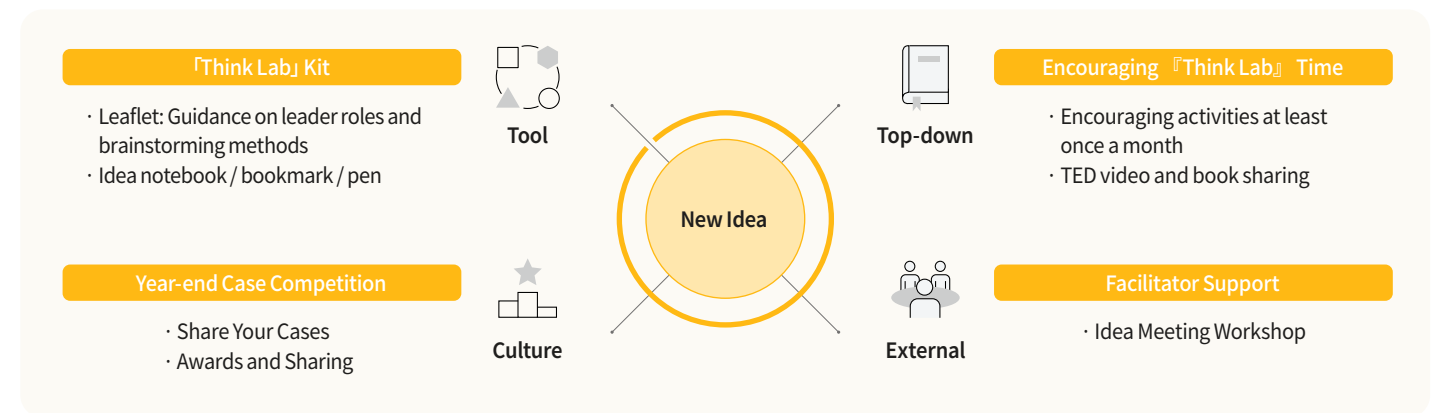 「Think Lab」 Kit
· Leaflet: Guidance on leader roles and
brainstorming methods
· Idea notebook / bookmark / pen
Tool
Top-down
Encouraging 『Think Lab』 Time
· Encouraging activities at least
once a month
· TED video and book sharing
New Idea
Year-end Case Competition
· Share Your Cases
· Awards and Sharing
Culture
External
Facilitator Support
· Idea Meeting Workshop